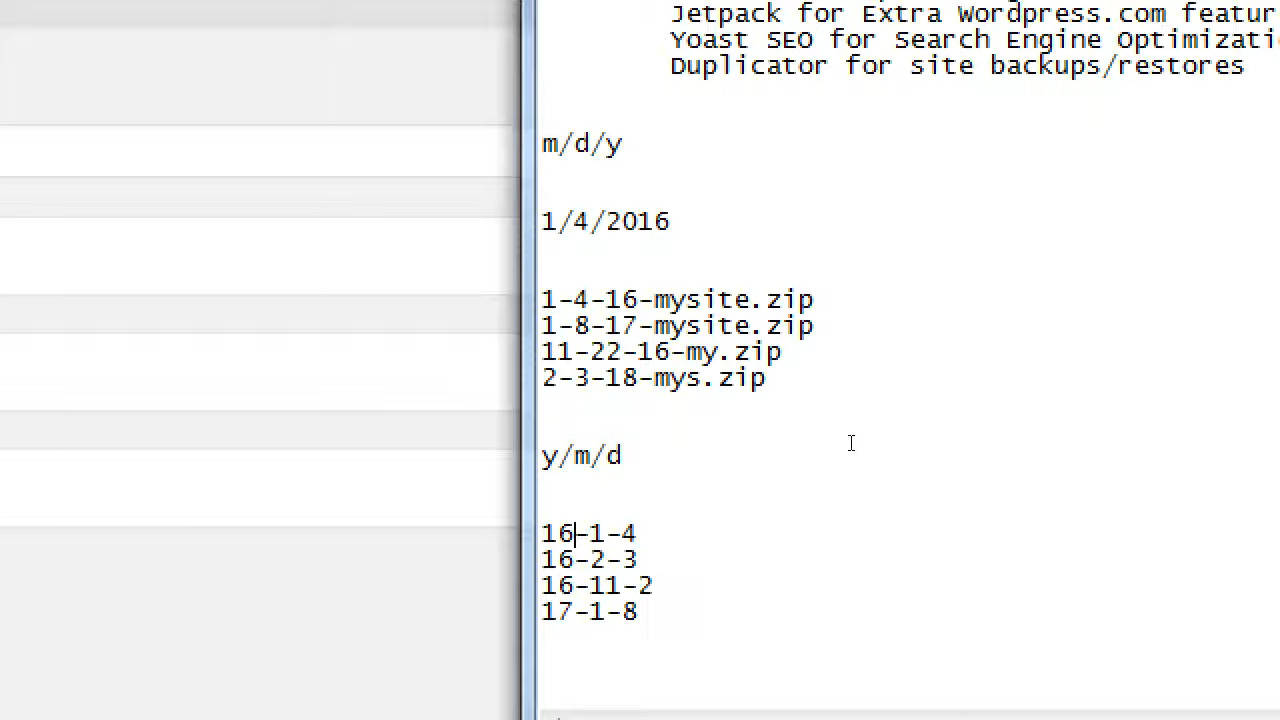 Jetpack for Extra Wordpress.com featur
Yoast SEO for Search Engine Optimizati
Duplicator for site backups/restores
m/d/y
1/4/2016
1-4-16-mysite.zip
1-8-17-mysite.zip
11-22-16-my.zip
2-3-18-mys.zip
y/m/d
16-1-4
16-2-3
16-11-2
17-1-8